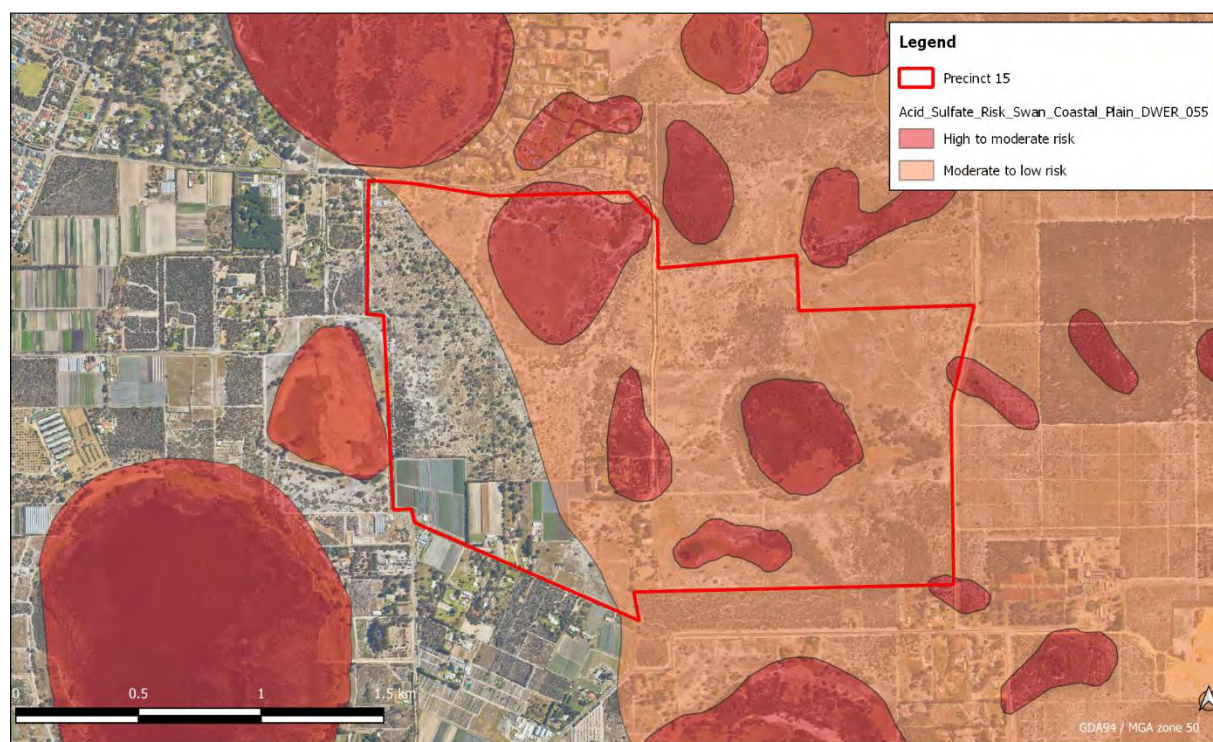 Legend
Precinct 15
Acid_Sulfate_Risk_Swan_Coastal_Plain_DWER_055
High to moderate risk
Moderate to low risk
0 0.5 1 1.5 km
GDA94 / MGA zone 50